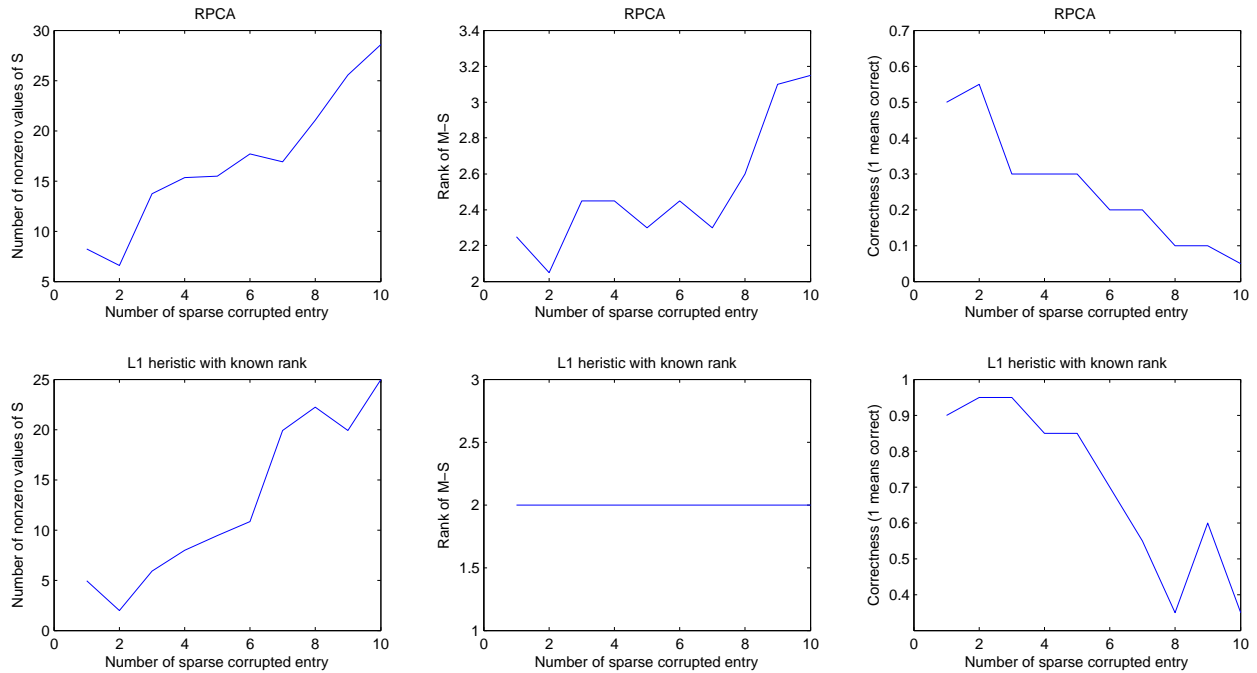 RPCA
30
25
20
15
10
5
0 2 4 6 8 10
Number of nonzero values of S
Number of sparse corrupted entry
RPCA
3.4
3.2
3
2.8
2.6
2.4
2.2
2
0 2 4 6 8 10
Rank of M−S
Number of sparse corrupted entry
RPCA
0.7
0.6
0.5
0.4
0.3
0.2
0.1
0
0 2 4 6 8 10
Correctness (1 means correct)
Number of sparse corrupted entry
L1 heristic with known rank
25
20
15
10
5
0
0 2 4 6 8 10
Number of nonzero values of S
Number of sparse corrupted entry
L1 heristic with known rank
3
2.5
2
1.5
1
0 2 4 6 8 10
Rank of M−S
Number of sparse corrupted entry
L1 heristic with known rank
1
0.9
0.8
0.7
0.6
0.5
0.4
0 2 4 6 8 10
Correctness (1 means correct)
Number of sparse corrupted entry